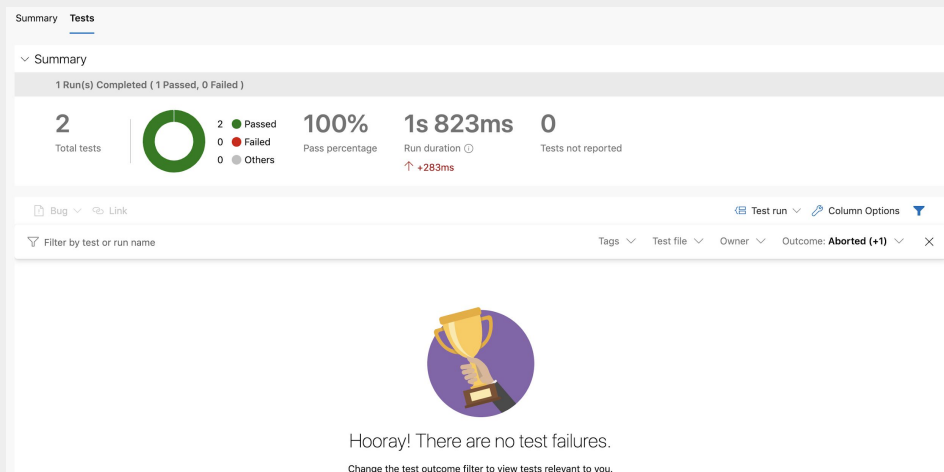 Summary Tests
Summary
1 Run(s) Completed ( 1 Passed, 0 Failed )
2
Total tests
2 Passed
0 Failed
0 Others
100%
Pass percentage
1s 823ms
Run duration
+283ms
0
Tests not reported
Bug Link Test run Column Options
Filter by test or run name Tags Test file Owner Outcome: Aborted (+1)
Hooray! There are no test failures.
Change the test outcome filter to view tests relevant to you.